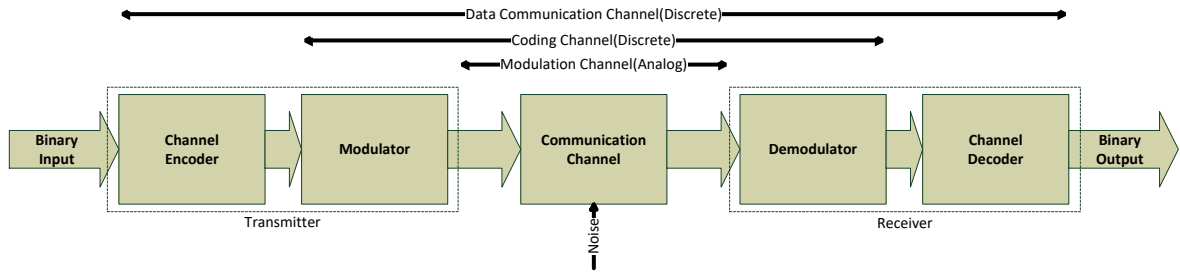 Data Communication Channel(Discrete)
Coding Channel(Discrete)
Modulation Channel(Analog)
Binary
Input
Channel
Encoder
Modulator
Communication
Channel
Demodulator
Channel
Decoder
Binary
Output
Transmitter
Noise
Receiver